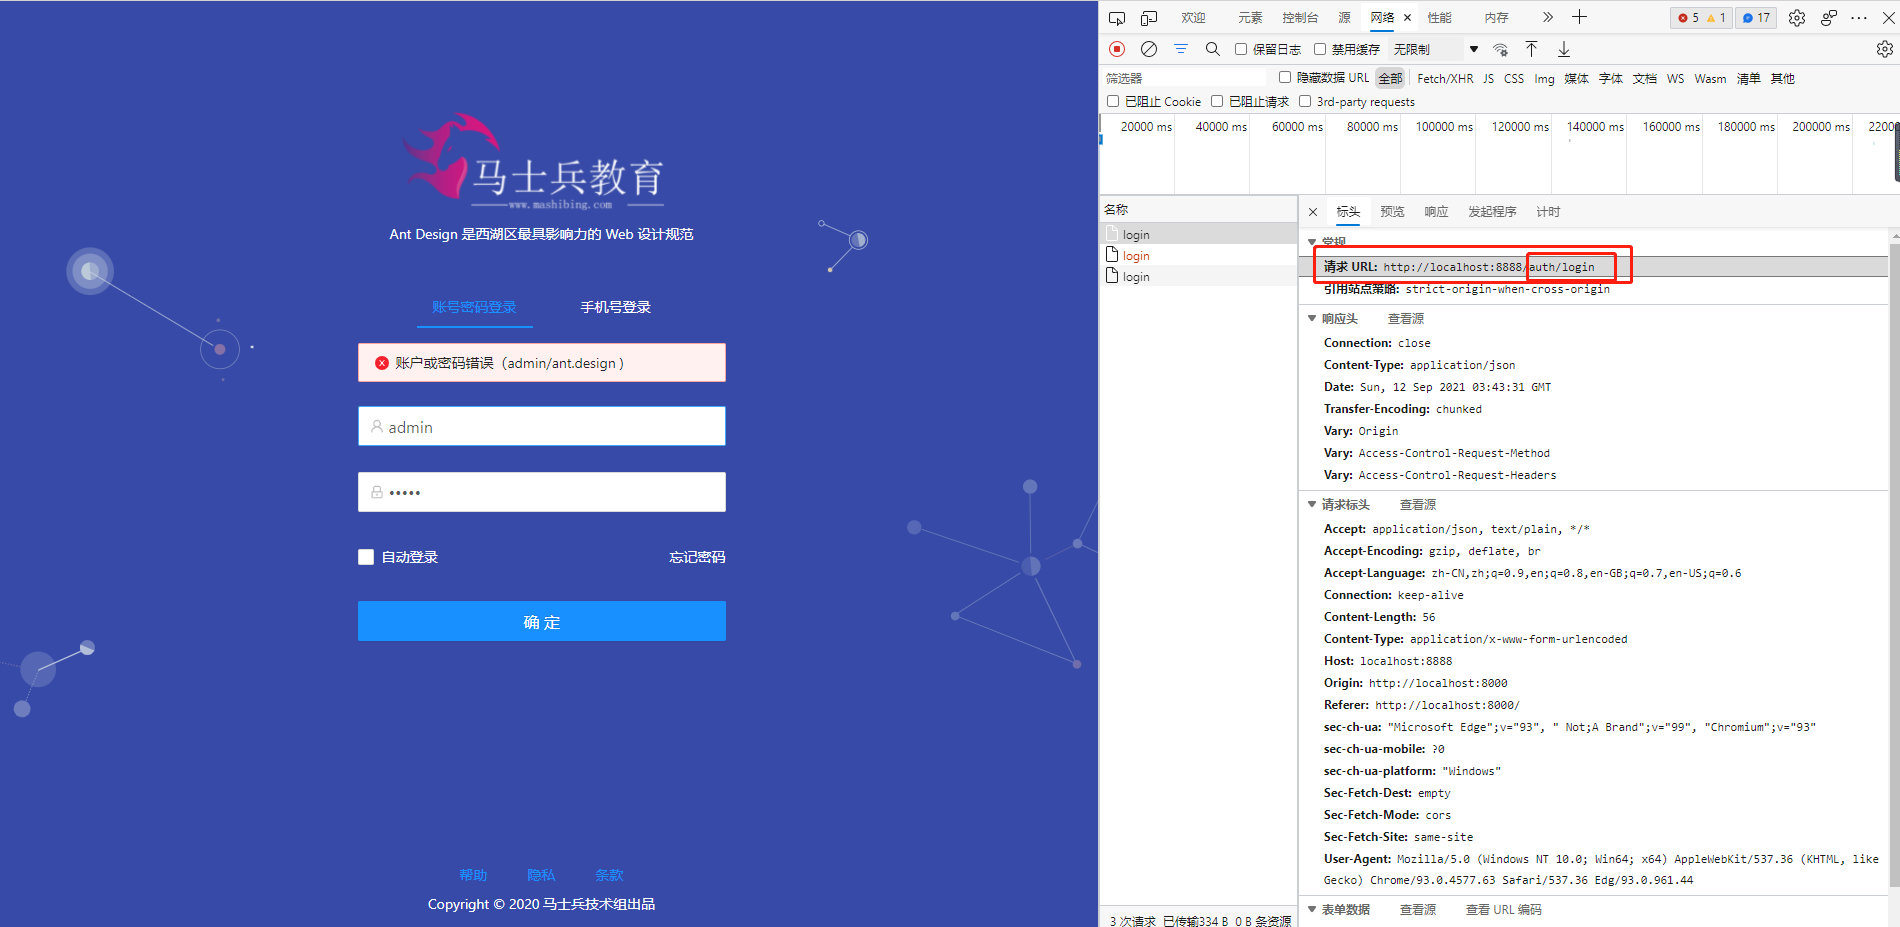 马士兵教育
www.mashibing.com
Ant Design 是西湖区最具影响力的 Web 设计规范
账号密码登录 手机号登录
账户或密码错误（admin/ant.design ）
admin
•••••
自动登录 忘记密码
确 定
帮助 隐私 条款
Copyright © 2020 马士兵技术组出品
欢迎 元素 控制台 源 网络 性能 内存 5 1 17
保留日志 禁用缓存 无限制
筛选器 隐藏数据 URL 全部 Fetch/XHR JS CSS Img 媒体 字体 文档 WS Wasm 清单 其他
已阻止 Cookie 已阻止请求 3rd-party requests
20000 ms 40000 ms 60000 ms 80000 ms 100000 ms 120000 ms 140000 ms 160000 ms 180000 ms 200000 ms
名称
login
login
login
3 次请求 已传输334 B 0 B 条资源
标头 预览 响应 发起程序 计时
常规
请求 URL: http://localhost:8888/auth/login
引用站点策略: strict-origin-when-cross-origin
响应头 查看源
Connection: close
Content-Type: application/json
Date: Sun, 12 Sep 2021 03:43:31 GMT
Transfer-Encoding: chunked
Vary: Origin
Vary: Access-Control-Request-Method
Vary: Access-Control-Request-Headers
请求标头 查看源
Accept: application/json, text/plain, */*
Accept-Encoding: gzip, deflate, br
Accept-Language: zh-CN,zh;q=0.9,en;q=0.8,en-GB;q=0.7,en-US;q=0.6
Connection: keep-alive
Content-Length: 56
Content-Type: application/x-www-form-urlencoded
Host: localhost:8888
Origin: http://localhost:8000
Referer: http://localhost:8000/
sec-ch-ua: "Microsoft Edge";v="93", " Not;A Brand";v="99", "Chromium";v="93"
sec-ch-ua-mobile: ?0
sec-ch-ua-platform: "Windows"
Sec-Fetch-Dest: empty
Sec-Fetch-Mode: cors
Sec-Fetch-Site: same-site
User-Agent: Mozilla/5.0 (Windows NT 10.0; Win64; x64) AppleWebKit/537.36 (KHTML, like
Gecko) Chrome/93.0.4577.63 Safari/537.36 Edg/93.0.961.44
表单数据 查看源 查看 URL 编码